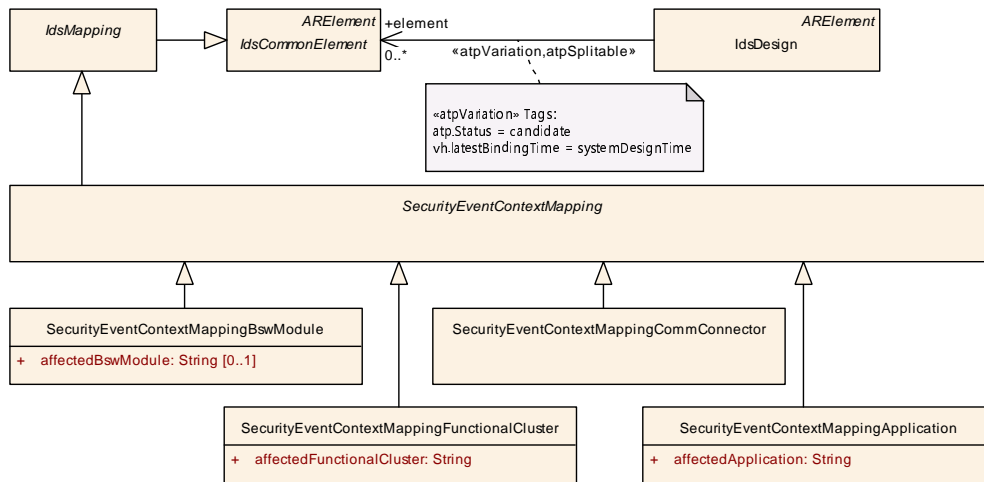 IdsMapping
ARElement
IdsCommonElement
+element
0..*
«atpVariation,atpSplitable»
ARElement
IdsDesign
«atpVariation» Tags:
atp.Status = candidate
vh.latestBindingTime = systemDesignTime
SecurityEventContextMapping
SecurityEventContextMappingBswModule
+ affectedBswModule: String [0..1]
SecurityEventContextMappingCommConnector
SecurityEventContextMappingFunctionalCluster
+ affectedFunctionalCluster: String
SecurityEventContextMappingApplication
+ affectedApplication: String